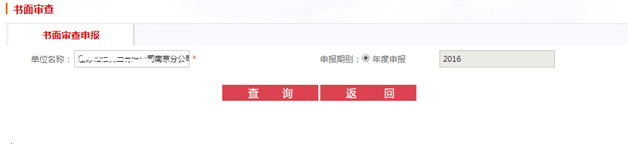 书面审查
书面审查申报
单位名称： 司南京分公司 * 申报期别： 年度申报 2016
查 询 返 回